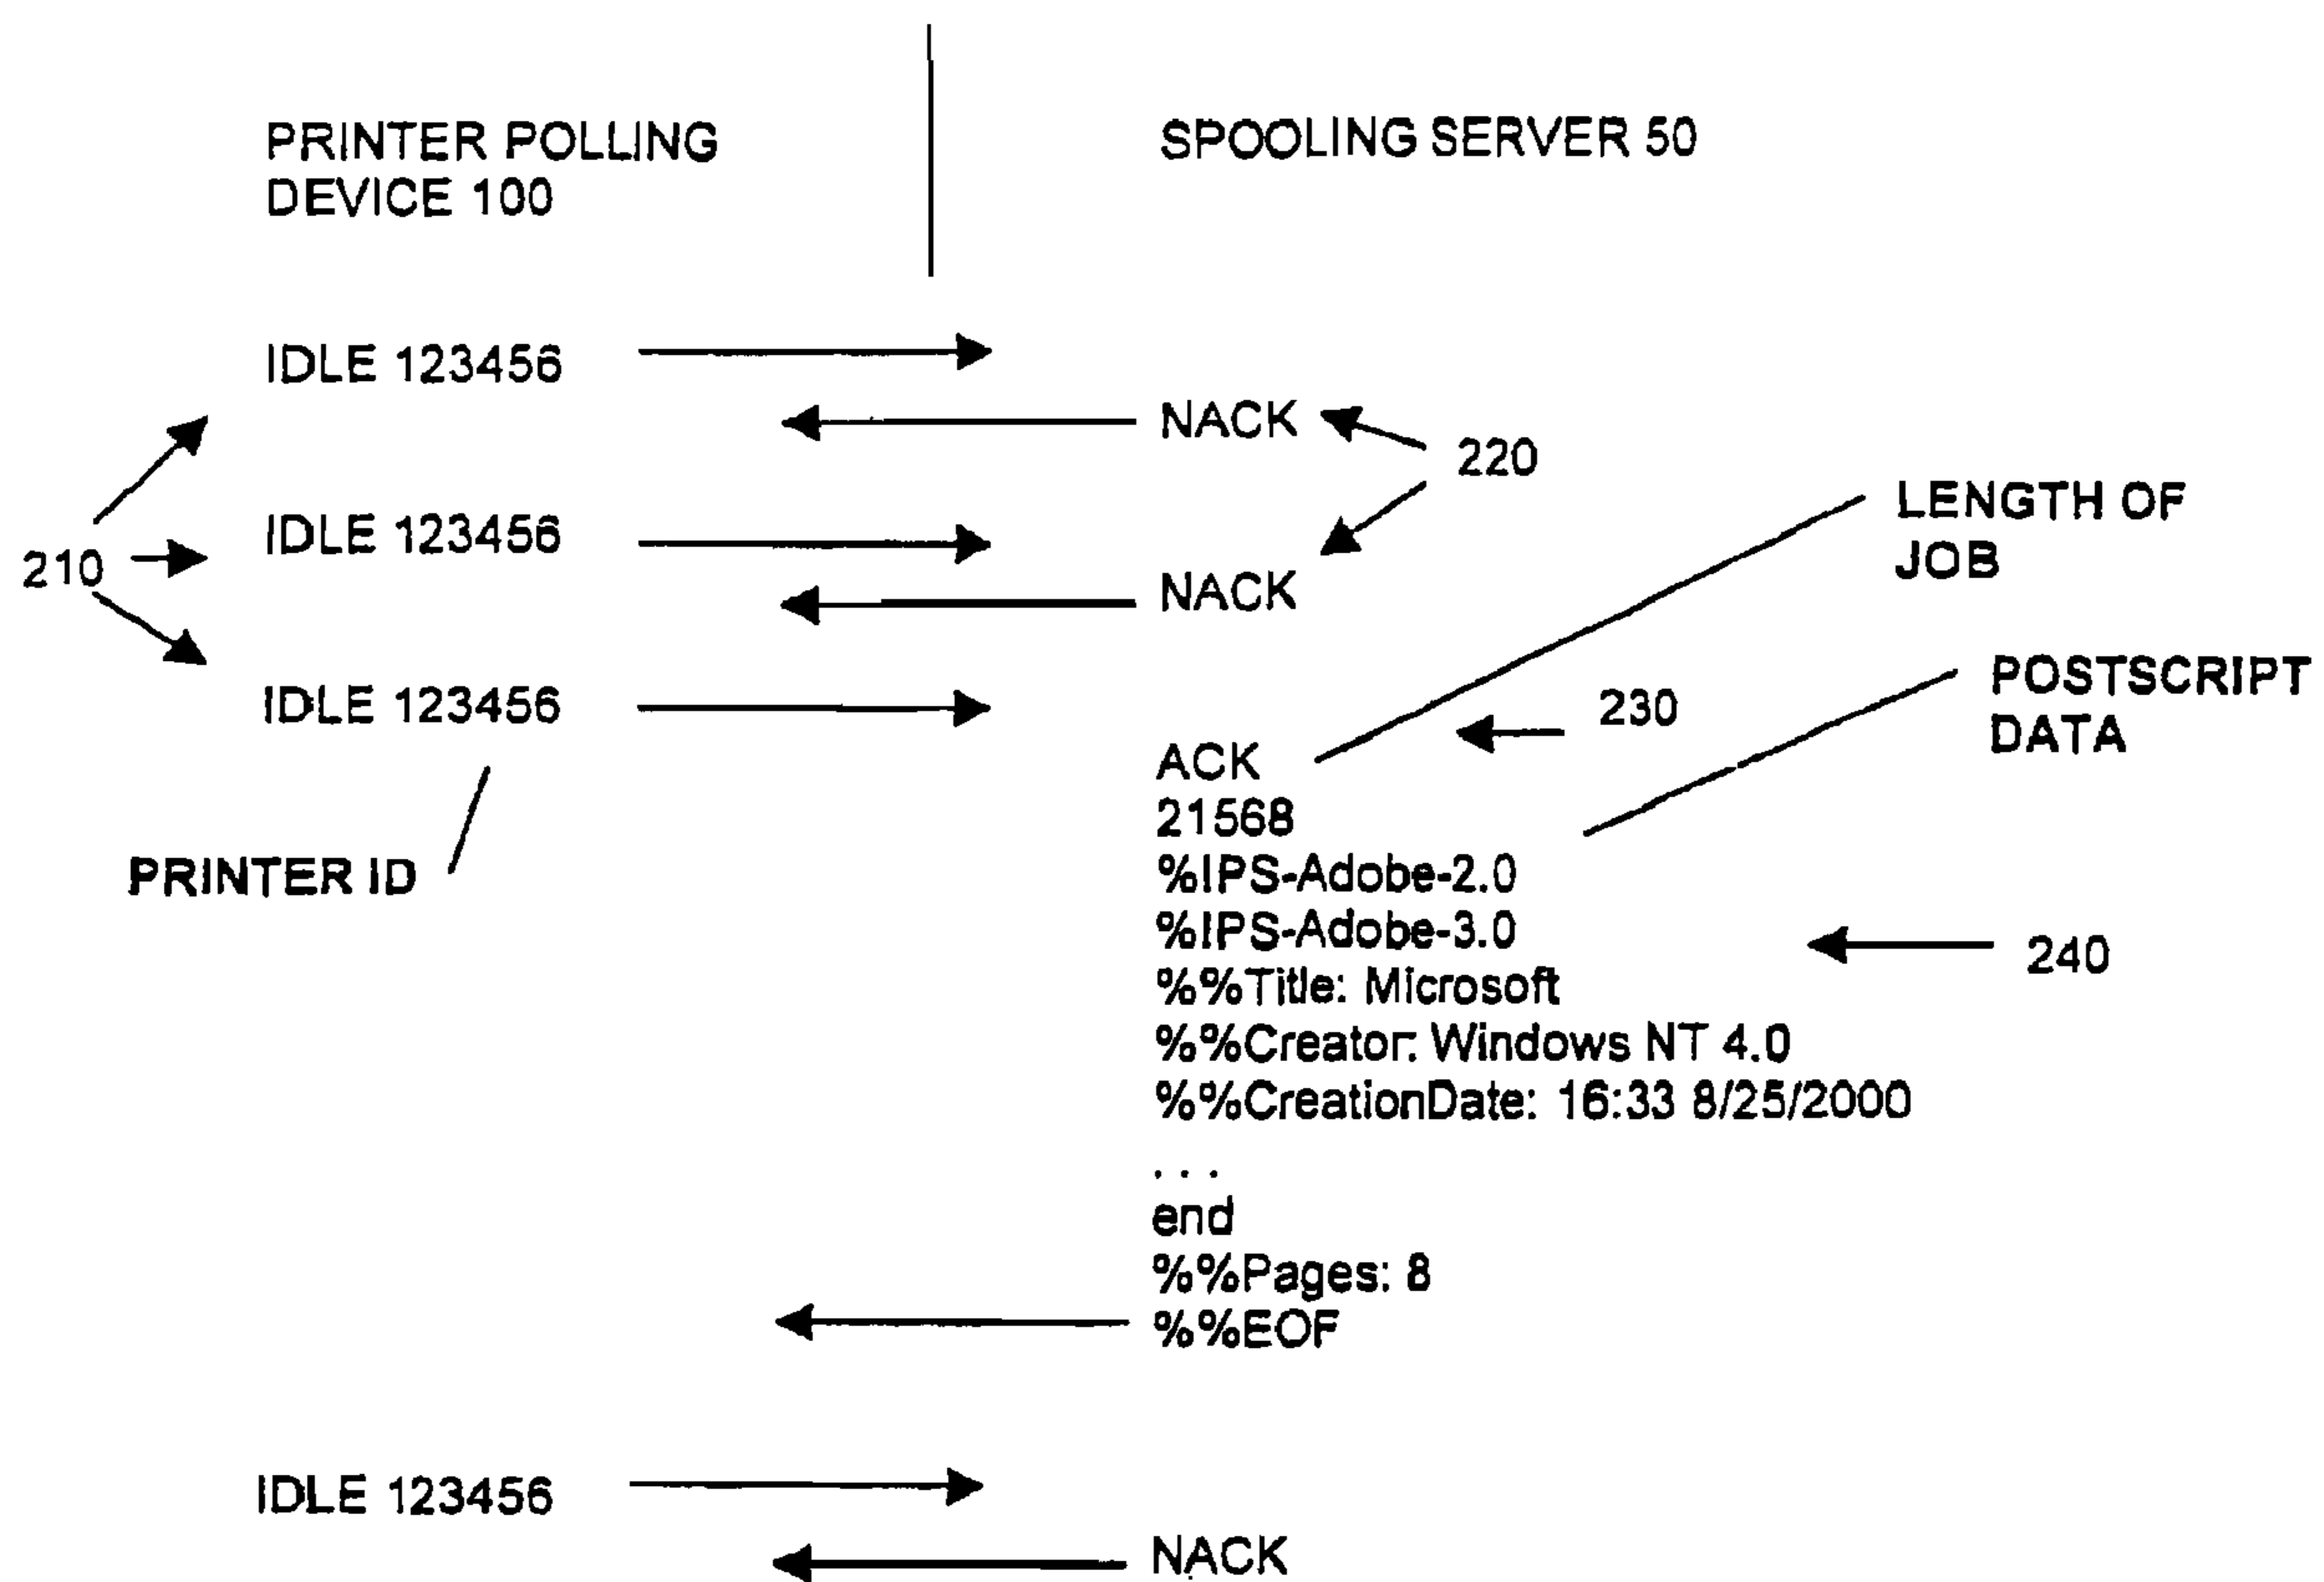 PRINTER POLLING
DEVICE 100
SPOOLING SERVER 50
IDLE 123456
NACK
220
LENGTH OF
JOB
IDLE 123456
210
NACK
POSTSCRIPT
DATA
IDLE 123456
230
ACK
21568
PRINTER ID
%IPS-Adobe-2.0
%IPS-Adobe-3.0
240
%%Title: Microsoft
%%Creator: Windows NT 4.0
%%CreationDate: 16:33 8/25/2000
. . .
end
%%Pages: 8
%%EOF
IDLE 123456
NACK